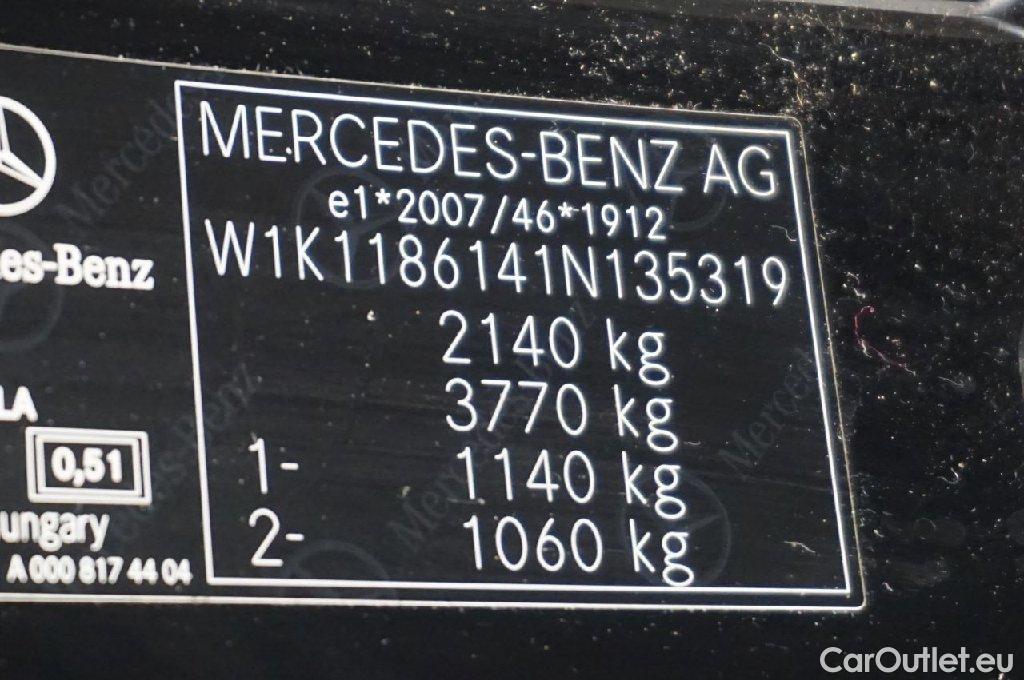 MERCEDES-BENZ AG
e1*2007/46*1912
W1K1186141N135319
2140 kg
3770 kg
1- 1140 kg
2- 1060 kg
es-Benz
LA
0,51
ungary
A 000 817 44 04
CarOutlet.eu